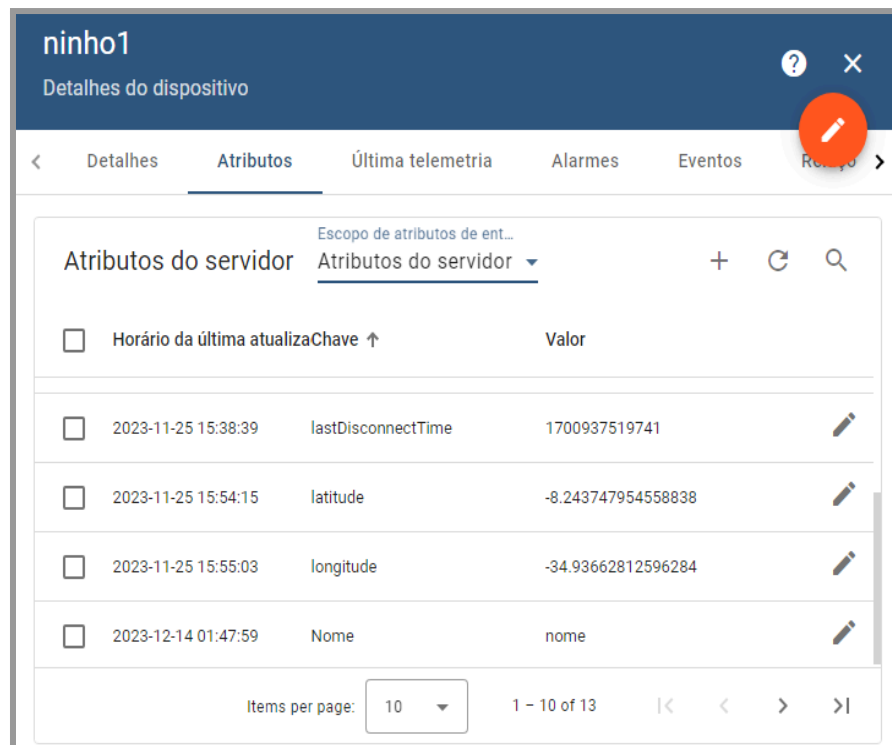 ninho1
Detalhes do dispositivo
Detalhes Atributos Última telemetria Alarmes Eventos
Escopo de atributos de ent...
Atributos do servidor Atributos do servidor
Horário da última atualizaChave Valor
2023-11-25 15:38:39 lastDisconnectTime 1700937519741
2023-11-25 15:54:15 latitude -8.243747954558838
2023-11-25 15:55:03 longitude -34.93662812596284
2023-12-14 01:47:59 Nome nome
Items per page: 10 1 – 10 of 13